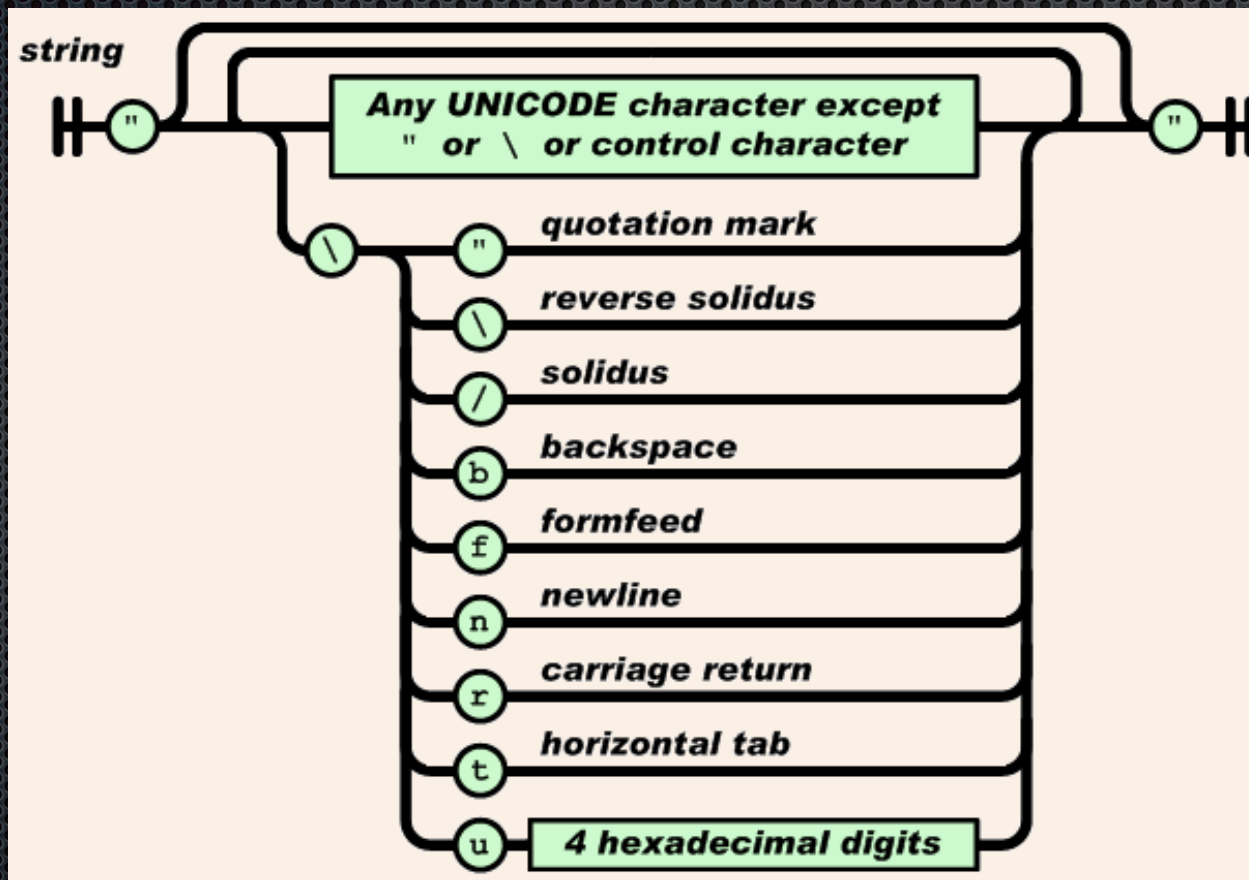 string
"
Any UNICODE character except
" or \ or control character
"
\
" quotation mark
\ reverse solidus
/ solidus
b backspace
f formfeed
n newline
r carriage return
t horizontal tab
u 4 hexadecimal digits